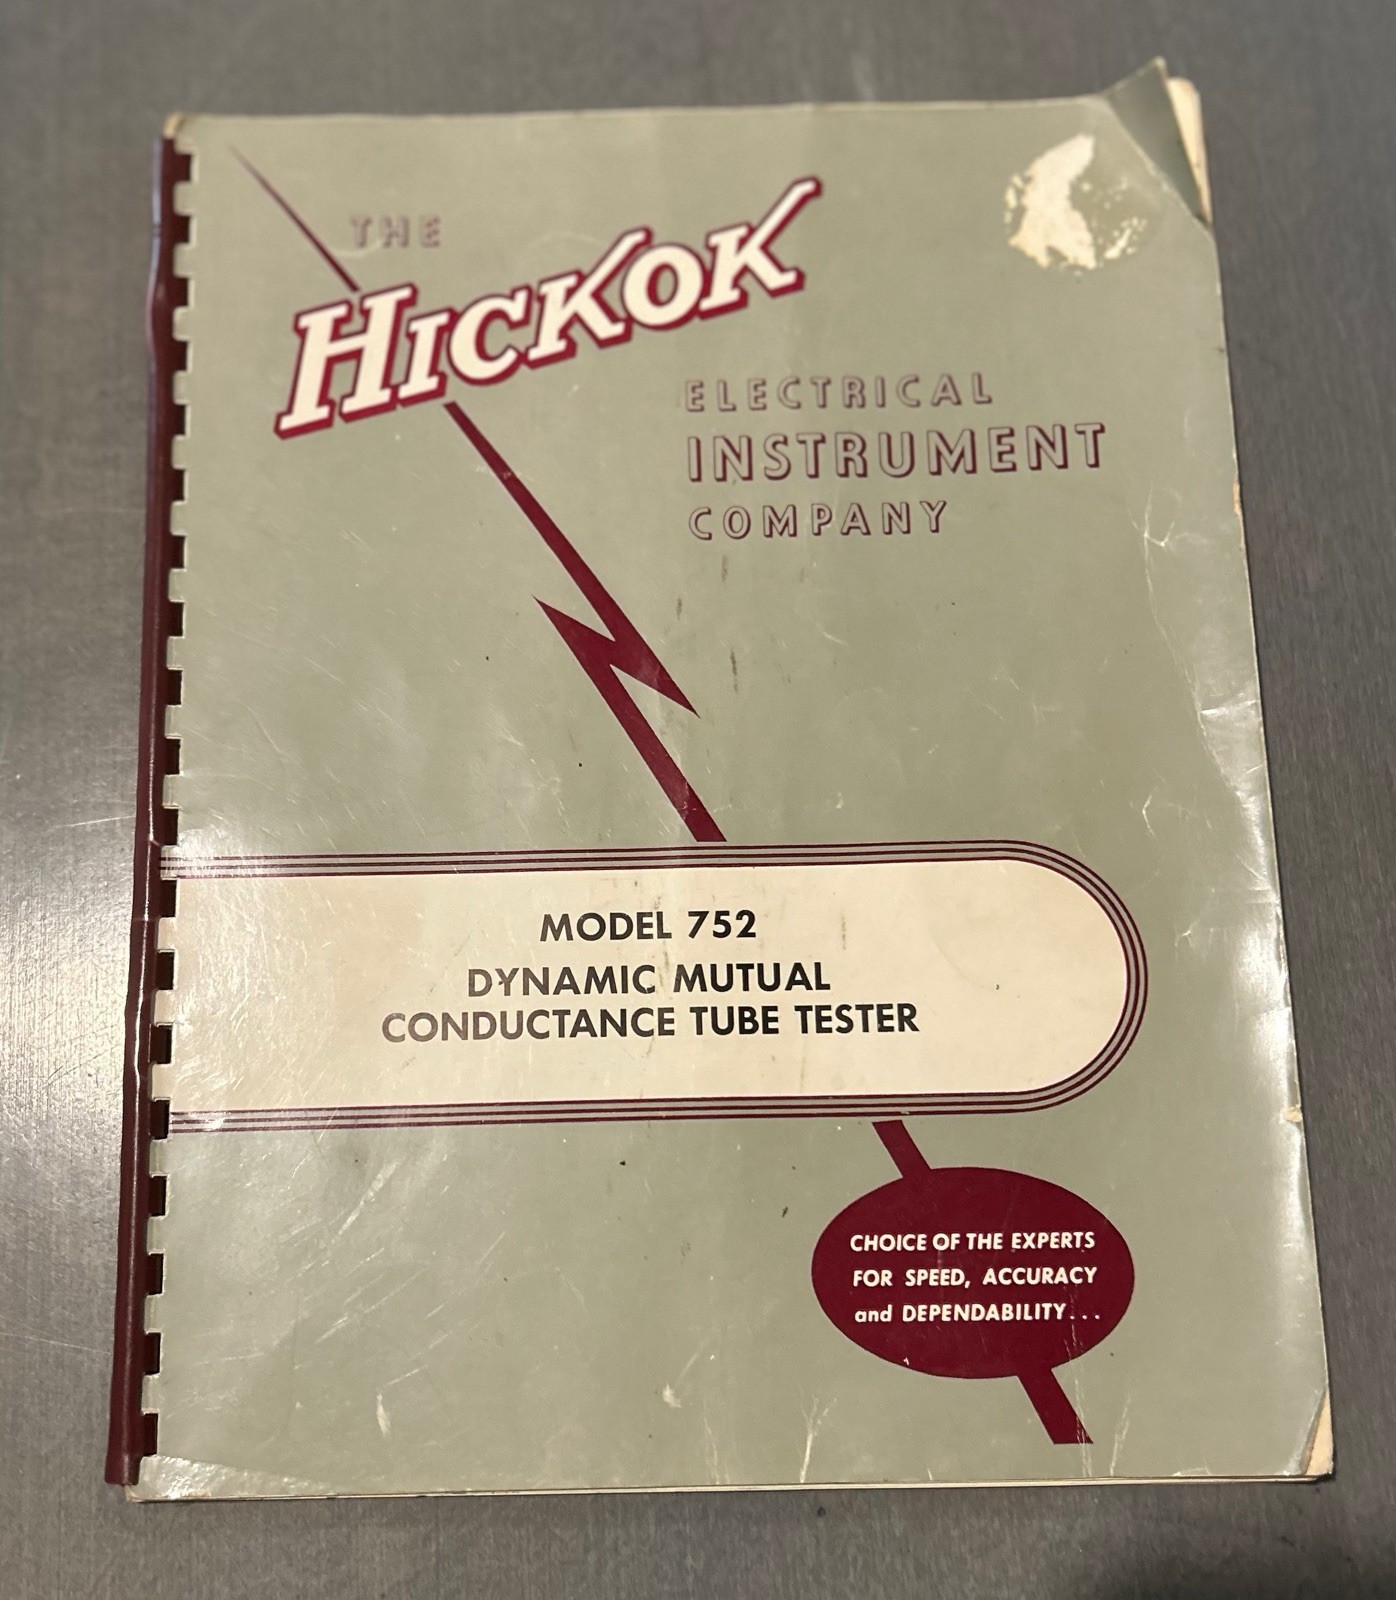 THE
HICKOK
ELECTRICAL
INSTRUMENT
COMPANY
MODEL 752
DYNAMIC MUTUAL
CONDUCTANCE TUBE TESTER
CHOICE OF THE EXPERTS
FOR SPEED, ACCURACY
and DEPENDABILITY...